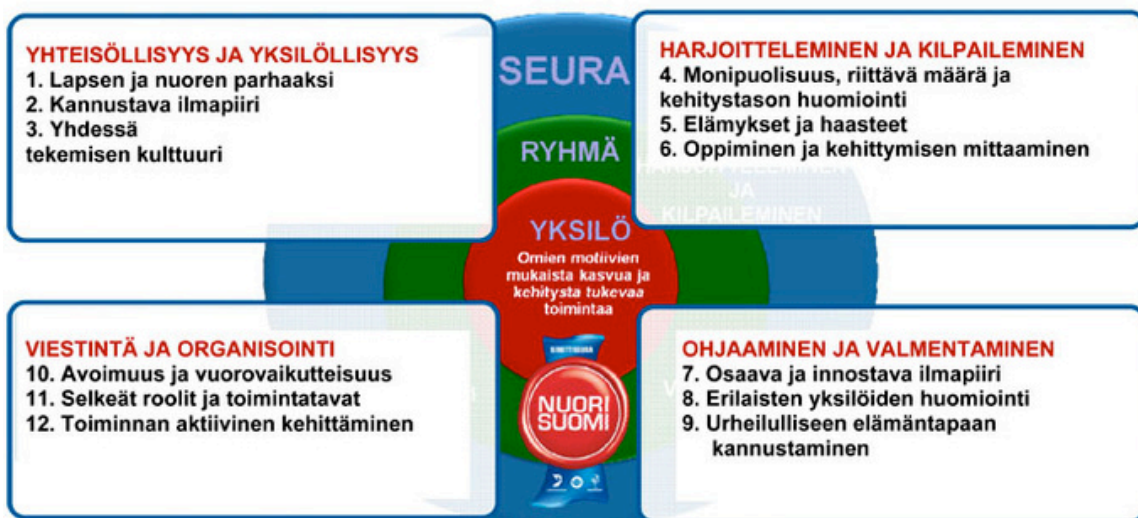 YHTEISÖLLISYYS JA YKSILÖLLISYYS
1. Lapsen ja nuoren parhaaksi
2. Kannustava ilmapiiri
3. Yhdessä
tekemisen kulttuuri
SEURA
RYHMÄ
HARJOITTELEMINEN JA KILPAILEMINEN
4. Monipuolisuus, riittävä määrä ja
kehitystason huomiointi
5. Elämykset ja haasteet
6. Oppiminen ja kehittymisen mittaaminen
HARJOITTELEMINEN
JA
KILPAILEMINEN
YKSILÖ
Omien motiivien
mukaista kasvua ja
kehitysta tukevaa
toimintaa
VIESTINTÄ JA ORGANISOINTI
10. Avoimuus ja vuorovaikutteisuus
11. Selkeät roolit ja toimintatavat
12. Toiminnan aktiivinen kehittäminen
NUORI
SUOMI
OHJAAMINEN JA VALMENTAMINEN
7. Osaava ja innostava ilmapiiri
8. Erilaisten yksilöiden huomiointi
9. Urheilulliseen elämäntapaan
kannustaminen